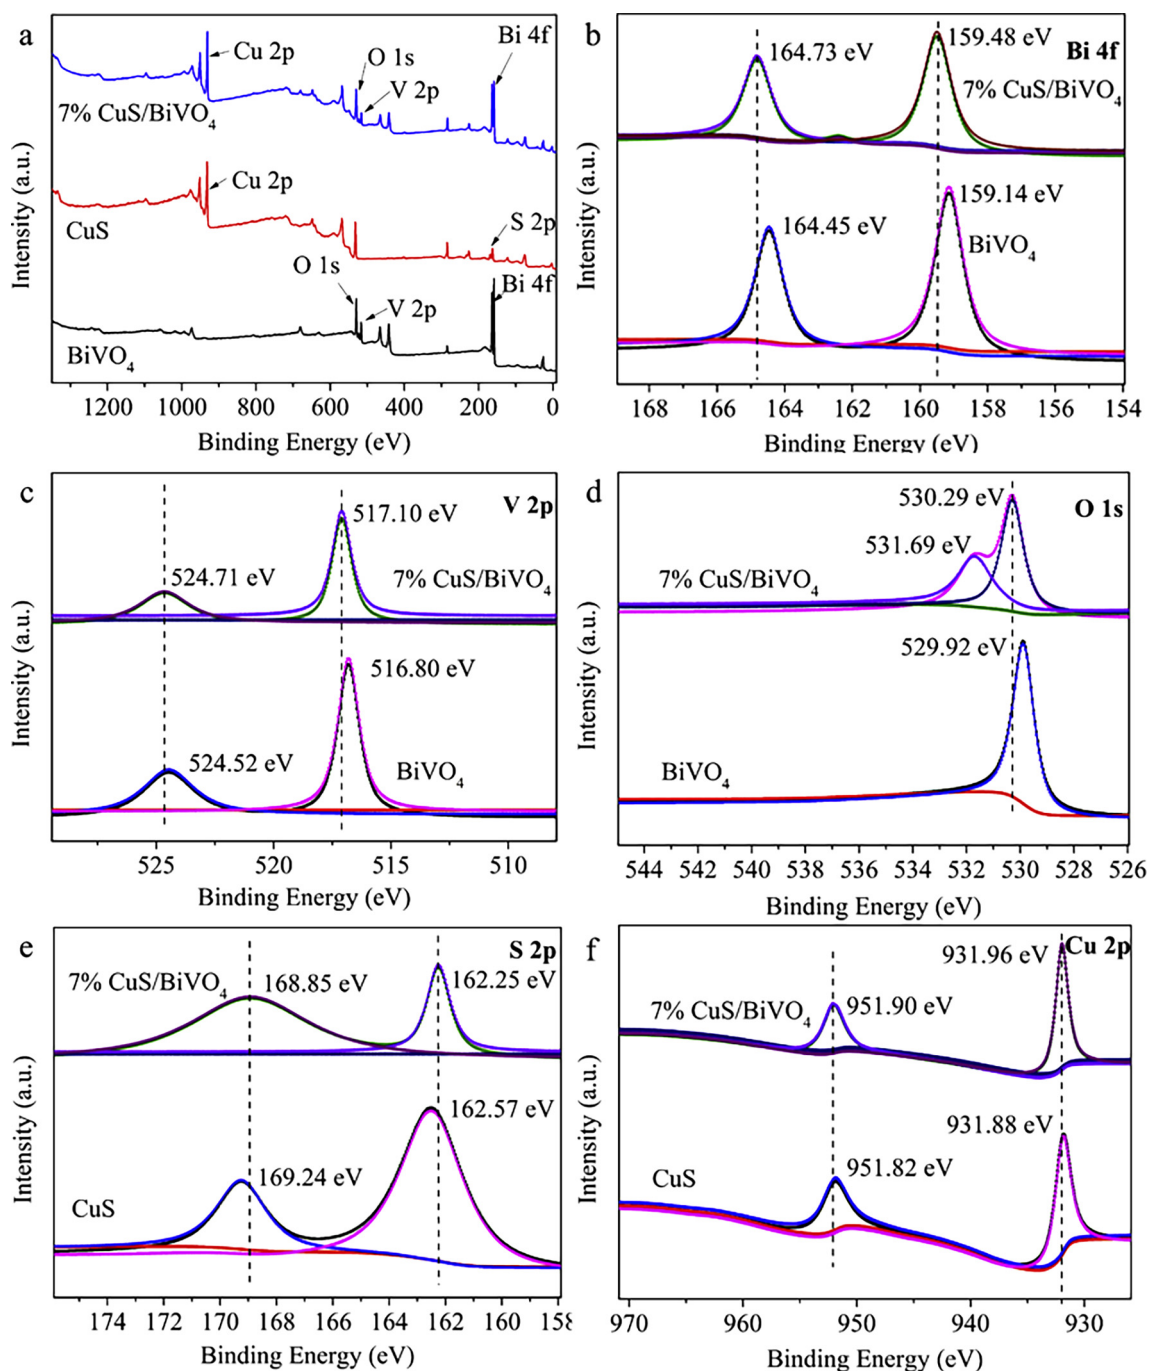 a
Cu 2p
O 1s
V 2p
Bi 4f
7% CuS/BiVO₄
Cu 2p
CuS
S 2p
O 1s
V 2p
Bi 4f
BiVO₄
1200 1000 800 600 400 200 0
Binding Energy (eV)
Intensity (a.u.)
b
Bi 4f
164.73 eV
159.48 eV
7% CuS/BiVO₄
164.45 eV
159.14 eV
BiVO₄
168 166 164 162 160 158 156 154
Binding Energy (eV)
Intensity (a.u.)
c
V 2p
517.10 eV
524.71 eV
7% CuS/BiVO₄
516.80 eV
524.52 eV
BiVO₄
525 520 515 510
Binding Energy (eV)
Intensity (a.u.)
d
O 1s
530.29 eV
531.69 eV
7% CuS/BiVO₄
529.92 eV
BiVO₄
544 542 540 538 536 534 532 530 528 526
Binding Energy (eV)
Intensity (a.u.)
e
S 2p
7% CuS/BiVO₄
168.85 eV
162.25 eV
162.57 eV
169.24 eV
CuS
174 172 170 168 166 164 162 160 158
Binding Energy (eV)
Intensity (a.u.)
f
Cu 2p
931.96 eV
7% CuS/BiVO₄
951.90 eV
931.88 eV
951.82 eV
CuS
970 960 950 940 930
Binding Energy (eV)
Intensity (a.u.)